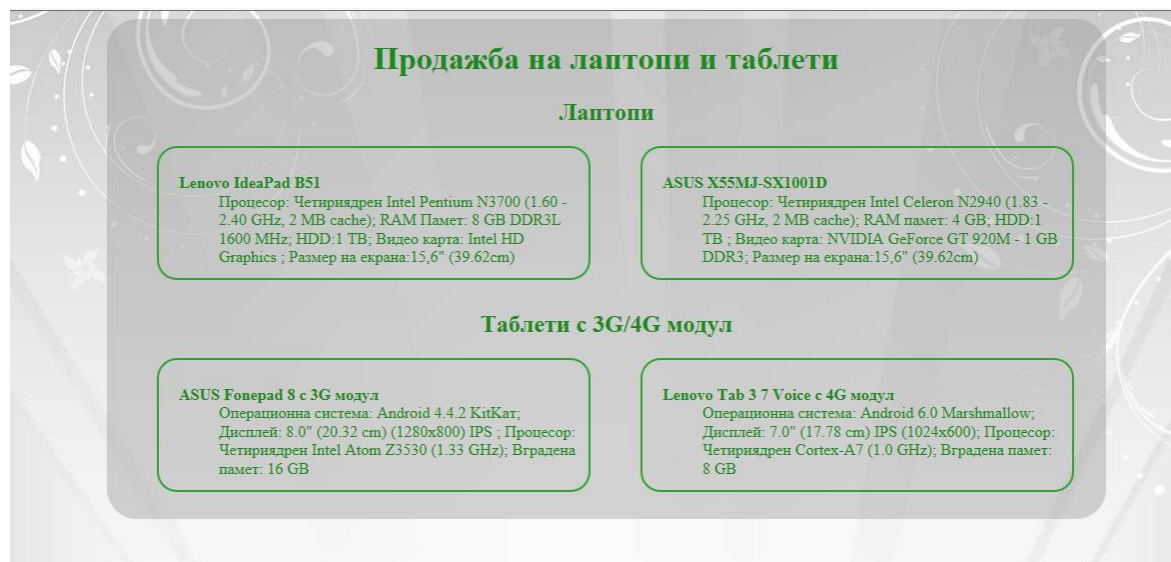 Продажба на лаптопи и таблети
Лаптопи
Lenovo IdeaPad B51
Процесор: Четириядрен Intel Pentium N3700 (1.60 -
2.40 GHz, 2 MB cache); RAM Памет: 8 GB DDR3L
1600 MHz; HDD:1 TB; Видео карта: Intel HD
Graphics ; Размер на екрана:15,6" (39.62cm)
ASUS X55MJ-SX1001D
Процесор: Четириядрен Intel Celeron N2940 (1.83 -
2.25 GHz, 2 MB cache); RAM памет: 4 GB; HDD:1
TB ; Видео карта: NVIDIA GeForce GT 920M - 1 GB
DDR3; Размер на екрана:15,6" (39.62cm)
Таблети с 3G/4G модул
ASUS Fonepad 8 с 3G модул
Операционна система: Android 4.4.2 KitKat;
Дисплей: 8.0" (20.32 cm) (1280x800) IPS ; Процесор:
Четириядрен Intel Atom Z3530 (1.33 GHz); Вградена
памет: 16 GB
Lenovo Tab 3 7 Voice с 4G модул
Операционна система: Android 6.0 Marshmallow;
Дисплей: 7.0" (17.78 cm) IPS (1024x600); Процесор:
Четириядрен Cortex-A7 (1.0 GHz); Вградена памет:
8 GB